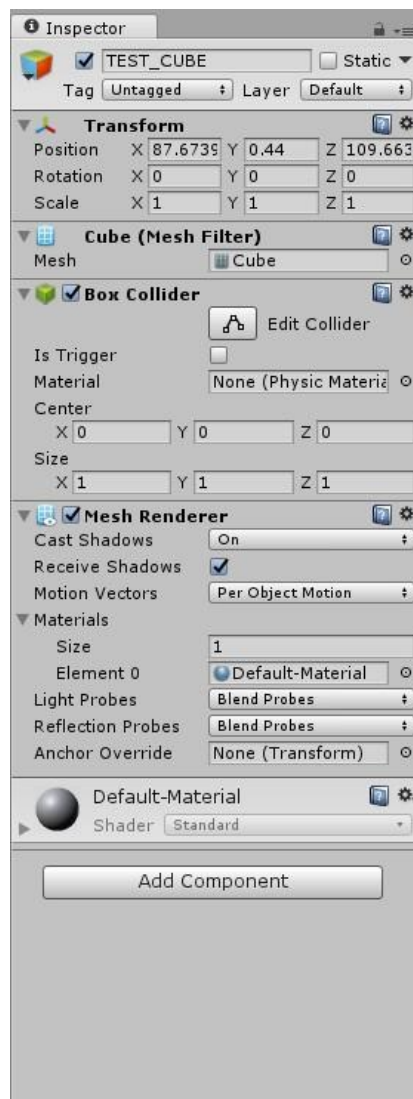 Inspector
TEST_CUBE Static
Tag Untagged Layer Default
Transform
Position X 87.6739 Y 0.44 Z 109.663
Rotation X 0 Y 0 Z 0
Scale X 1 Y 1 Z 1
Cube (Mesh Filter)
Mesh Cube
Box Collider
Edit Collider
Is Trigger
Material None (Physic Materia
Center
X 0 Y 0 Z 0
Size
X 1 Y 1 Z 1
Mesh Renderer
Cast Shadows On
Receive Shadows
Motion Vectors Per Object Motion
Materials
Size 1
Element 0 Default-Material
Light Probes Blend Probes
Reflection Probes Blend Probes
Anchor Override None (Transform)
Default-Material
Shader Standard
Add Component